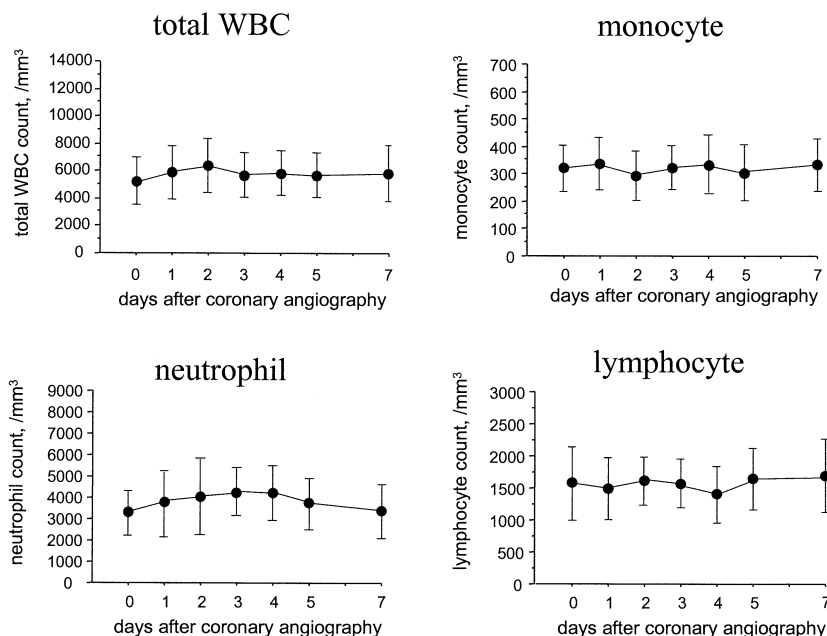 total WBC
total WBC count, /mm³
14000
12000
10000
8000
6000
4000
2000
0
0 1 2 3 4 5 7
days after coronary angiography
monocyte
monocyte count, /mm³
700
600
500
400
300
200
100
0
0 1 2 3 4 5 7
days after coronary angiography
neutrophil
neutrophil count, /mm³
9000
8000
7000
6000
5000
4000
3000
2000
1000
0
0 1 2 3 4 5 7
days after coronary angiography
lymphocyte
lymphocyte count, /mm³
3000
2500
2000
1500
1000
500
0
0 1 2 3 4 5 7
days after coronary angiography